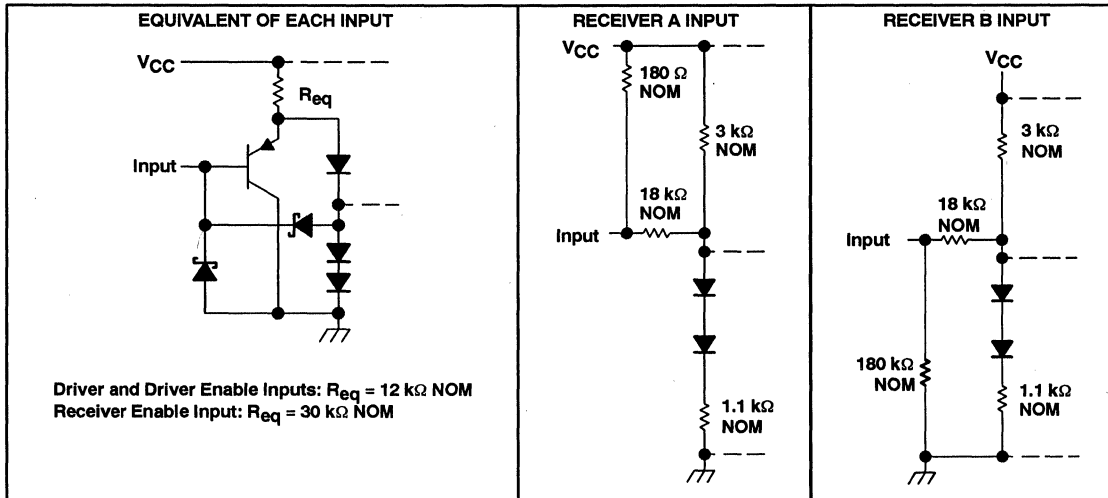 EQUIVALENT OF EACH INPUT
VCC
Req
Input
Driver and Driver Enable Inputs: Req = 12 kΩ NOM
Receiver Enable Input: Req = 30 kΩ NOM
RECEIVER A INPUT
VCC
180 Ω
NOM
3 kΩ
NOM
18 kΩ
NOM
Input
1.1 kΩ
NOM
RECEIVER B INPUT
VCC
3 kΩ
NOM
18 kΩ
NOM
Input
180 kΩ
NOM
1.1 kΩ
NOM